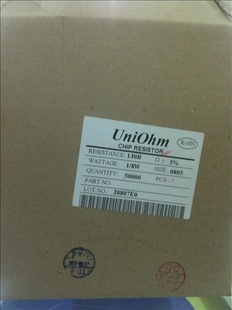 UniOhm
RoHS
CHIP RESISTOR
RESISTANCE: 130R Π ± 5%
WATTAGE: 1/8W SIZE: 0805
QUANTITY: 50000 PCS
PART NO:
LOT NO: 20807E0